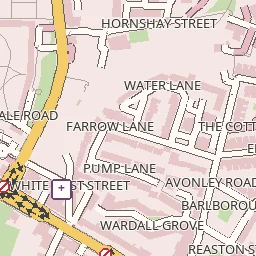 HORNSHAY STREET
WATER LANE
ALE ROAD
FARROW LANE
THE COTT
EL
PUMP LANE
WHITE ST STREET
AVONLEY ROAD
BARLBOROU
WARDALL GROVE
REASTON S